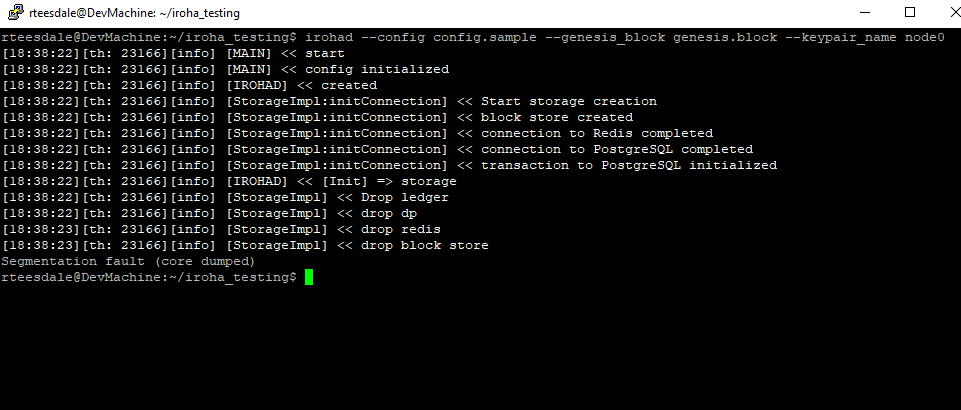 rteesdale@DevMachine: ~/iroha_testing
rteesdale@DevMachine:~/iroha_testing$ irohad --config config.sample --genesis_block genesis.block --keypair_name node0
[18:38:22][th: 23166][info] [MAIN] << start
[18:38:22][th: 23166][info] [MAIN] << config initialized
[18:38:22][th: 23166][info] [IROHAD] << created
[18:38:22][th: 23166][info] [StorageImpl:initConnection] << Start storage creation
[18:38:22][th: 23166][info] [StorageImpl:initConnection] << block store created
[18:38:22][th: 23166][info] [StorageImpl:initConnection] << connection to Redis completed
[18:38:22][th: 23166][info] [StorageImpl:initConnection] << connection to PostgreSQL completed
[18:38:22][th: 23166][info] [StorageImpl:initConnection] << transaction to PostgreSQL initialized
[18:38:22][th: 23166][info] [IROHAD] << [Init] => storage
[18:38:22][th: 23166][info] [StorageImpl] << Drop ledger
[18:38:22][th: 23166][info] [StorageImpl] << drop dp
[18:38:23][th: 23166][info] [StorageImpl] << drop redis
[18:38:23][th: 23166][info] [StorageImpl] << drop block store
Segmentation fault (core dumped)
rteesdale@DevMachine:~/iroha_testing$